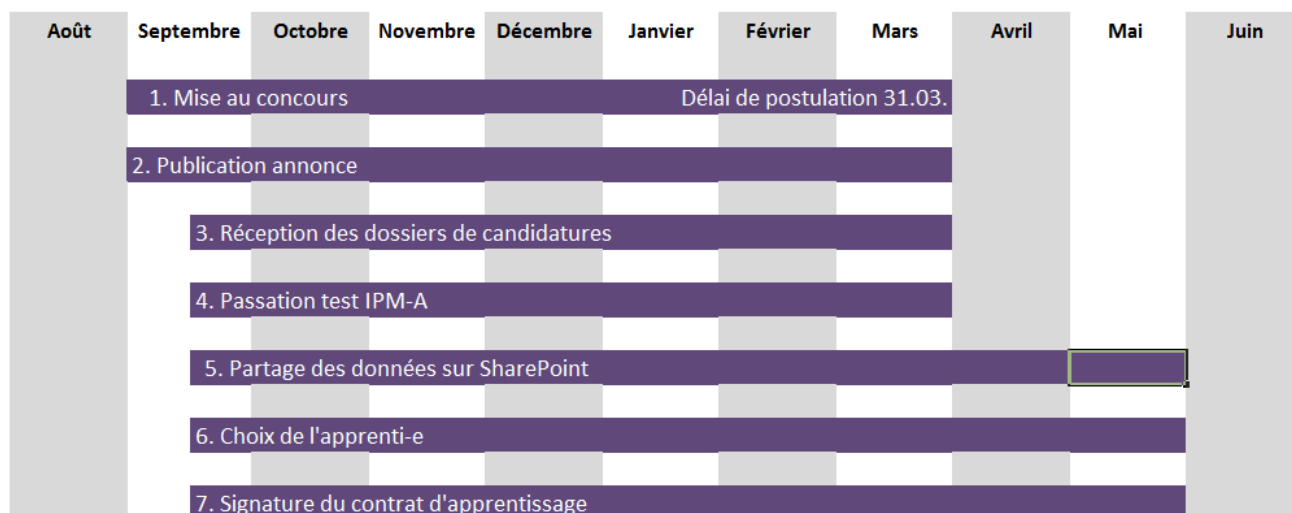 Août Septembre Octobre Novembre Décembre Janvier Février Mars Avril Mai Juin
1. Mise au concours Délai de postulation 31.03.
2. Publication annonce
3. Réception des dossiers de candidatures
4. Passation test IPM-A
5. Partage des données sur SharePoint
6. Choix de l'apprenti-e
7. Signature du contrat d'apprentissage